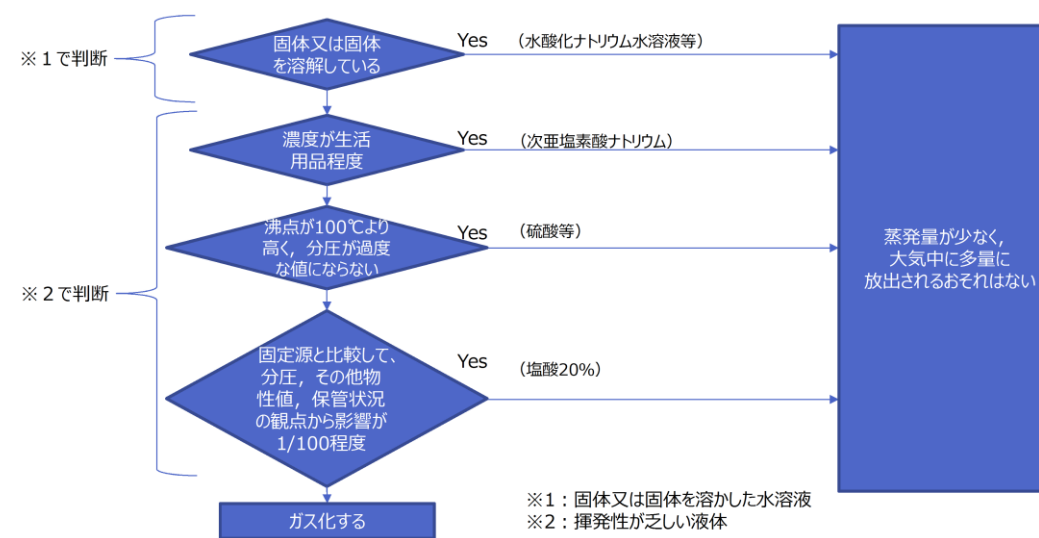 ※１で判断
固体又は固体
を溶解している
Yes
（水酸化ナトリウム水溶液等）
濃度が生活
用品程度
Yes
（次亜塩素酸ナトリウム）
沸点が100℃より
高く，分圧が過度
な値にならない
Yes
（硫酸等）
※２で判断
固定源と比較して、
分圧，その他物
性値，保管状況
の観点から影響が
1/100程度
Yes
（塩酸20%）
蒸発量が少なく，
大気中に多量に
放出されるおそれはない
ガス化する
※1：固体又は固体を溶かした水溶液
※2：揮発性が乏しい液体